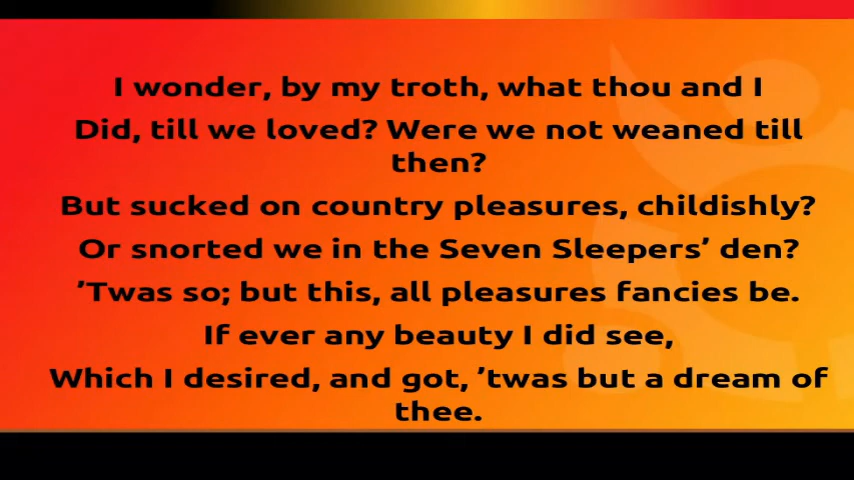 I wonder, by my troth, what thou and I
Did, till we loved? Were we not weaned till
then?
But sucked on country pleasures, childishly?
Or snorted we in the Seven Sleepers’ den?
’Twas so; but this, all pleasures fancies be.
If ever any beauty I did see,
Which I desired, and got, ’twas but a dream of
thee.